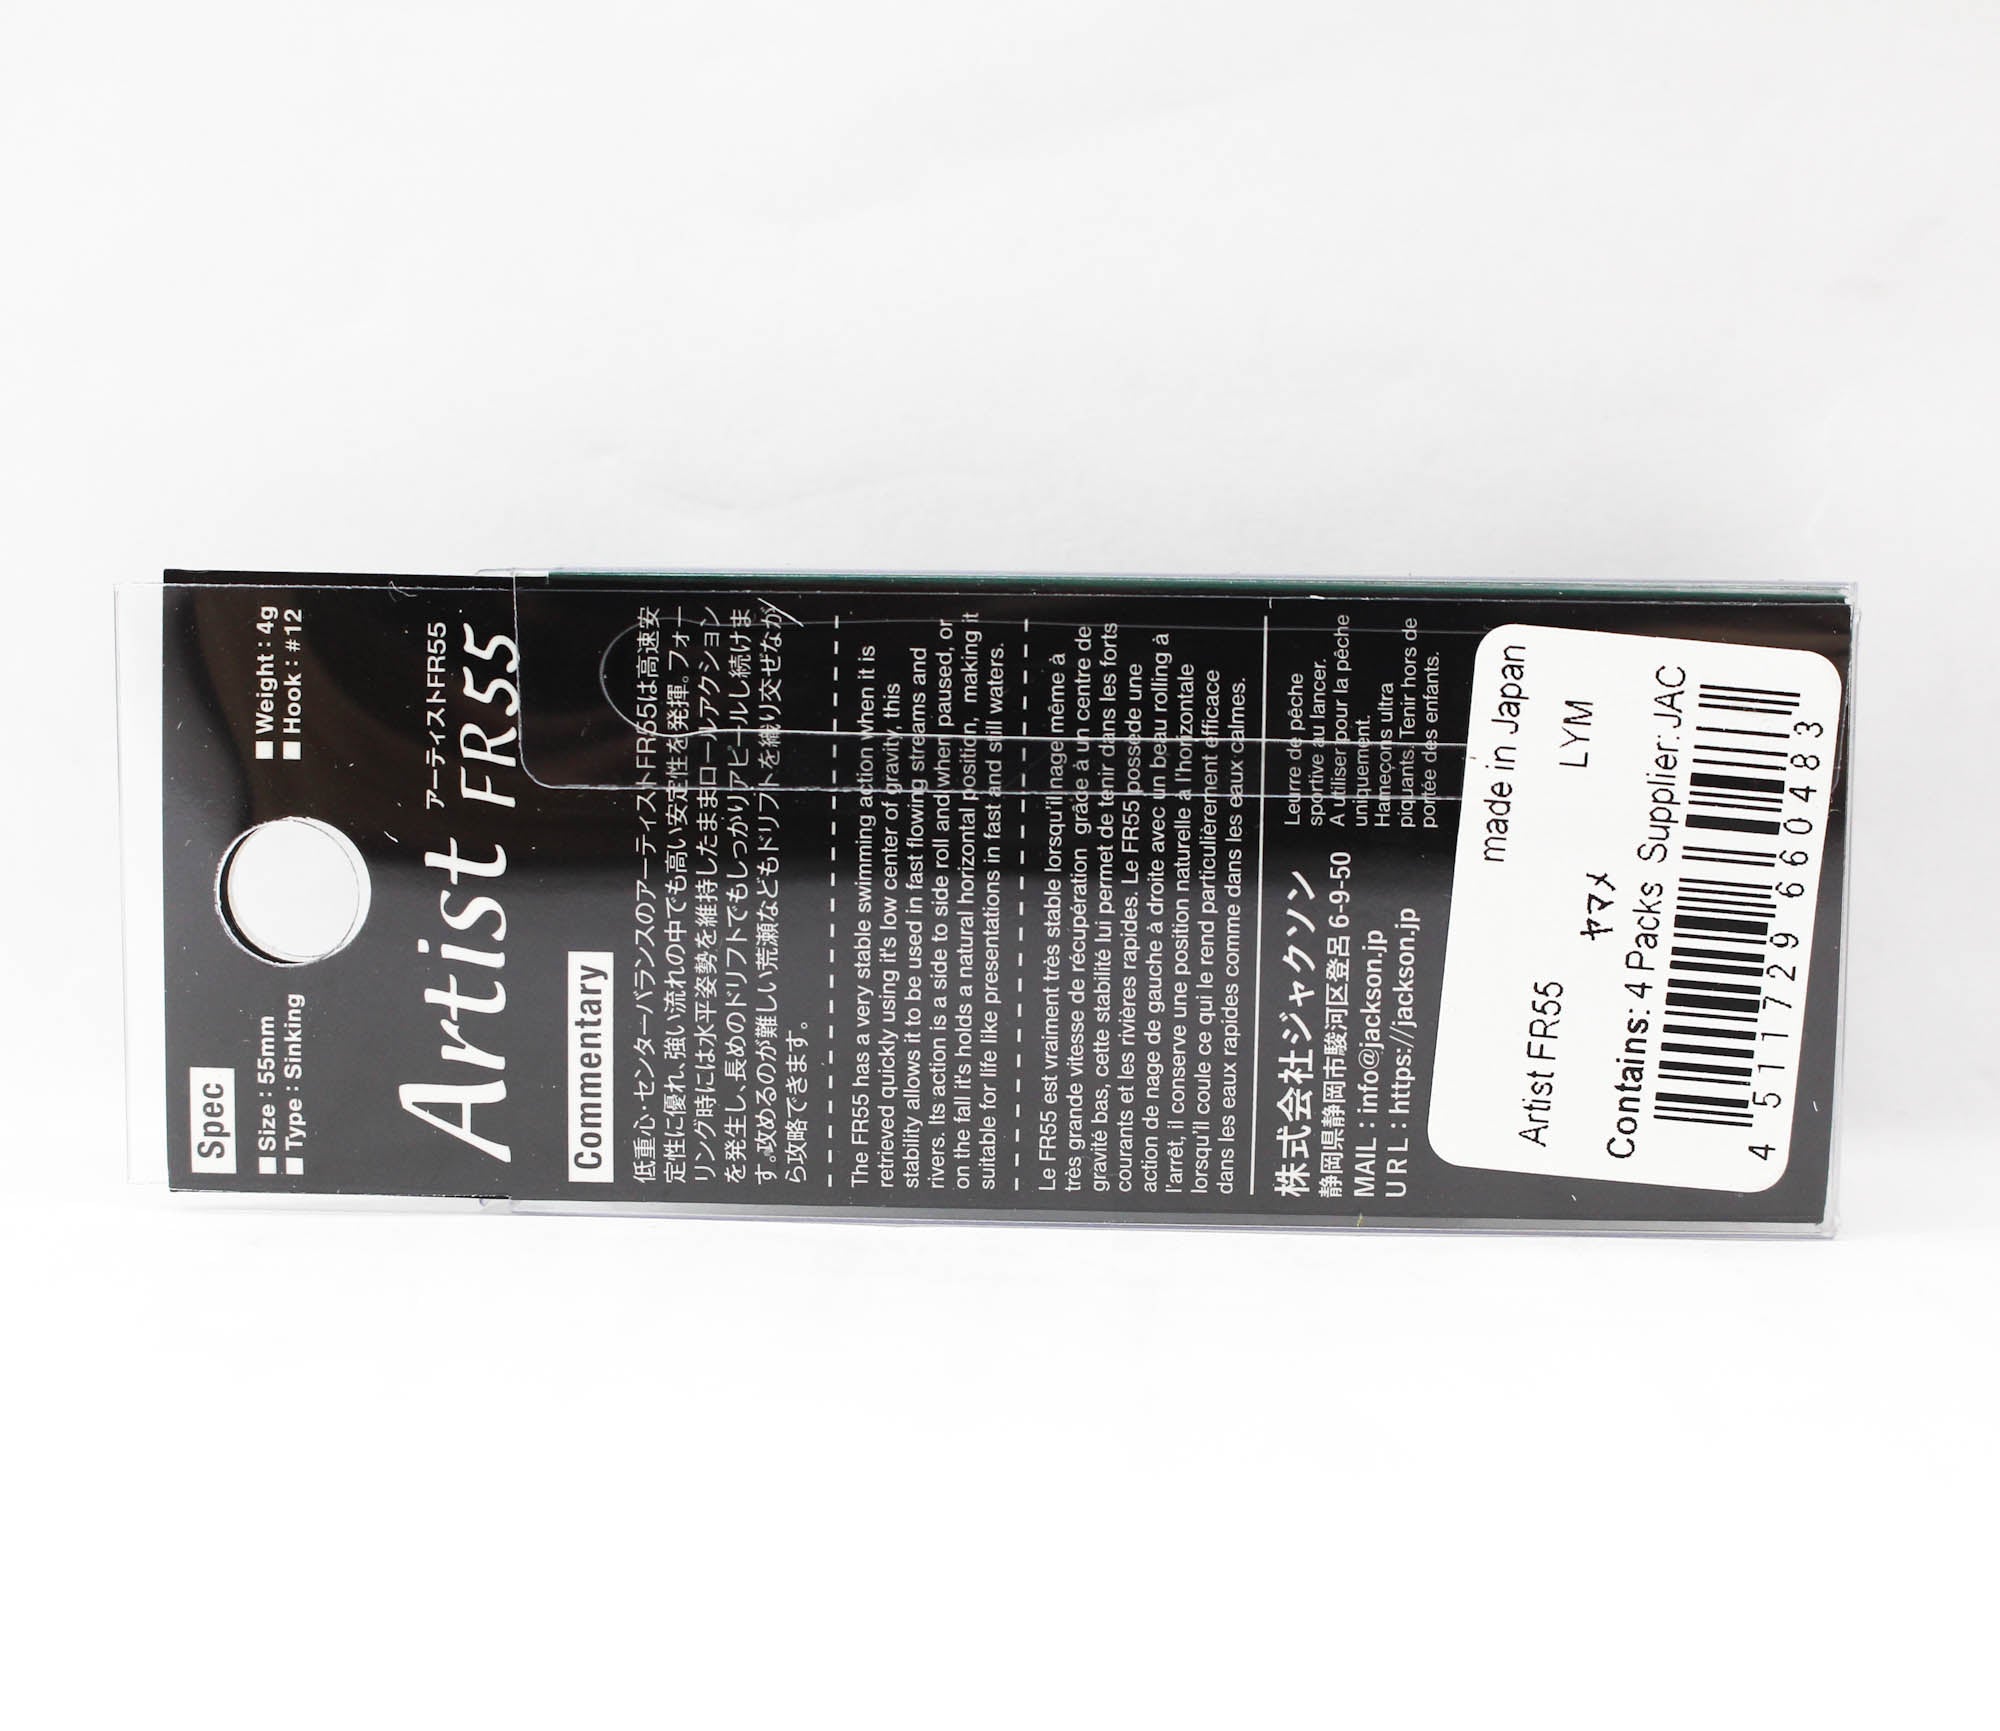 Spec
■Size : 55mm
■Weight : 4g
■Type : Sinking
■Hook : #12
アーティストFR55
Artist FR55
Commentary
低重心・センターバランスのアーティストFR55は高速安
定性に優れ、強い流れの中でも高い安定性を発揮。フォー
リング時には水平姿勢を維持したままロールアクション
を発生し、長めのドリフトでもしっかりアピールし続けま
す。攻めるのが難しい荒瀬などもドリフトを織り交ぜなが
ら攻略できます。
The FR55 has a very stable swimming action when it is
retrieved quickly using it's low center of gravity, this
stability allows it to be used in fast flowing streams and
rivers. Its action is a side to side roll and when paused, or
on the fall it's holds a natural horizontal position, making it
suitable for life like presentations in fast and still waters.
Le FR55 est vraiment très stable lorsqu'il nage même à
très grande vitesse de récupération grâce à un centre de
gravité bas, cette stabilité lui permet de tenir dans les forts
courants et les rivières rapides. Le FR55 possède une
action de nage de gauche à droite avec un beau rolling à
l'arrêt, il conserve une position naturelle a l'horizontale
lorsqu'il coule ce qui le rend particulièrement efficace
dans les eaux rapides comme dans les eaux calmes.
株式会社ジャクソン
静岡県静岡市駿河区登呂 6-9-50
MAIL : info@jackson.jp
URL : https://jackson.jp
Leurre de pêche
sportive au lancer.
A utiliser pour la pêche
uniquement.
Hameçons ultra
piquants. Tenir hors de
portée des enfants.
made in Japan
Artist FR55
LYM
ヤマメ
Contains: 4 Packs Supplier: JAC
4 511729 660483